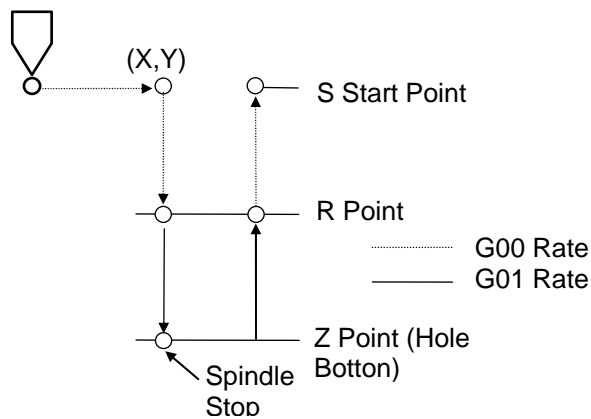 (X,Y)
S Start Point
R Point
G00 Rate
G01 Rate
Z Point (Hole
Botton)
Spindle
Stop